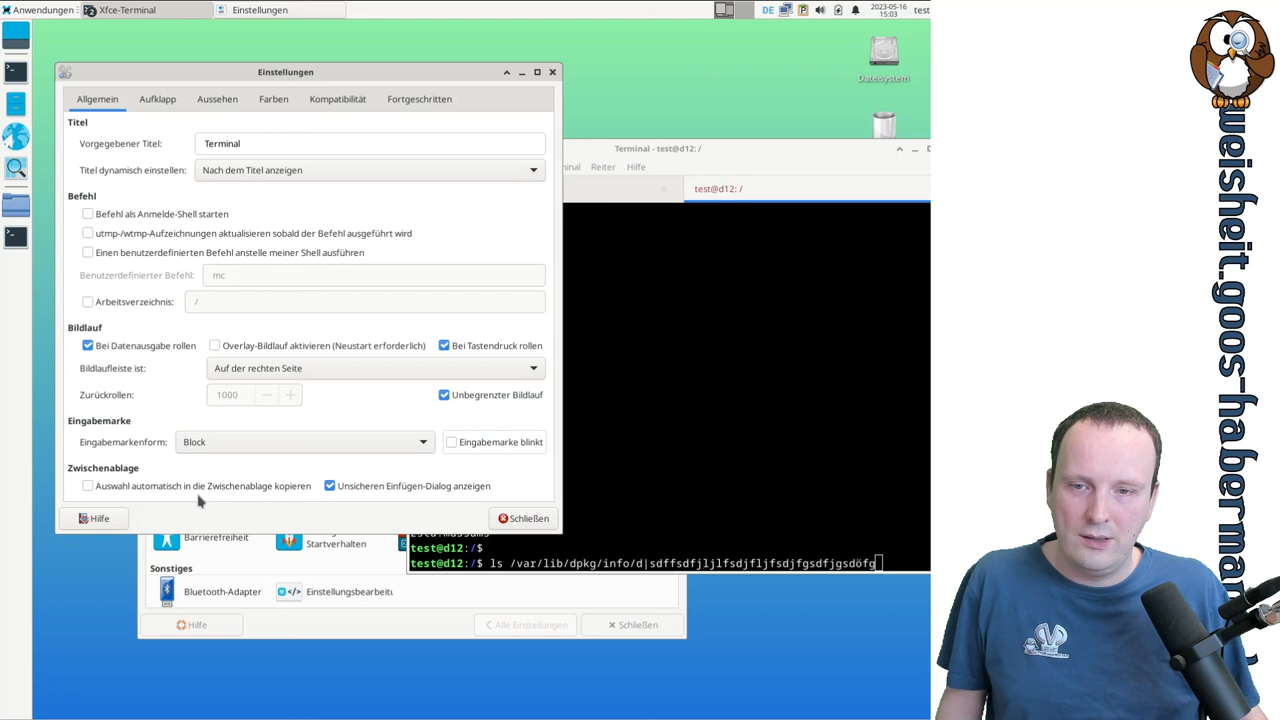 Anwendungen
Xfce-Terminal
Einstellungen
DE
2023-05-16
15:03
test
Dateisystem
Einstellungen
Allgemein
Aufklapp
Aussehen
Farben
Kompatibilität
Fortgeschritten
Titel
Vorgegebener Titel:
Terminal
Titel dynamisch einstellen:
Nach dem Titel anzeigen
Befehl
Befehl als Anmelde-Shell starten
utmp-/wtmp-Aufzeichnungen aktualisieren sobald der Befehl ausgeführt wird
Einen benutzerdefinierten Befehl anstelle meiner Shell ausführen
Benutzerdefinierter Befehl:
mc
Arbeitsverzeichnis:
/
Bildlauf
Bei Datenausgabe rollen
Overlay-Bildlauf aktivieren (Neustart erforderlich)
Bei Tastendruck rollen
Bildlaufleiste ist:
Auf der rechten Seite
Zurückrollen:
1000
Unbegrenzter Bildlauf
Eingabemarke
Eingabemarkenform:
Block
Eingabemarke blinkt
Zwischenablage
Auswahl automatisch in die Zwischenablage kopieren
Unsicheren Einfügen-Dialog anzeigen
Hilfe
Schließen
Terminal - test@d12: /
Reiter
Hilfe
test@d12: /
test@d12:/$
test@d12:/$ ls /var/lib/dpkg/info/d|sdffsdfjljlfsdjfljfsdjfgsdfjgsdöfg
Barrierefreiheit
Startverhalten
Sonstiges
Bluetooth-Adapter
Einstellungsbearbeitu
Hilfe
Alle Einstellungen
Schließen